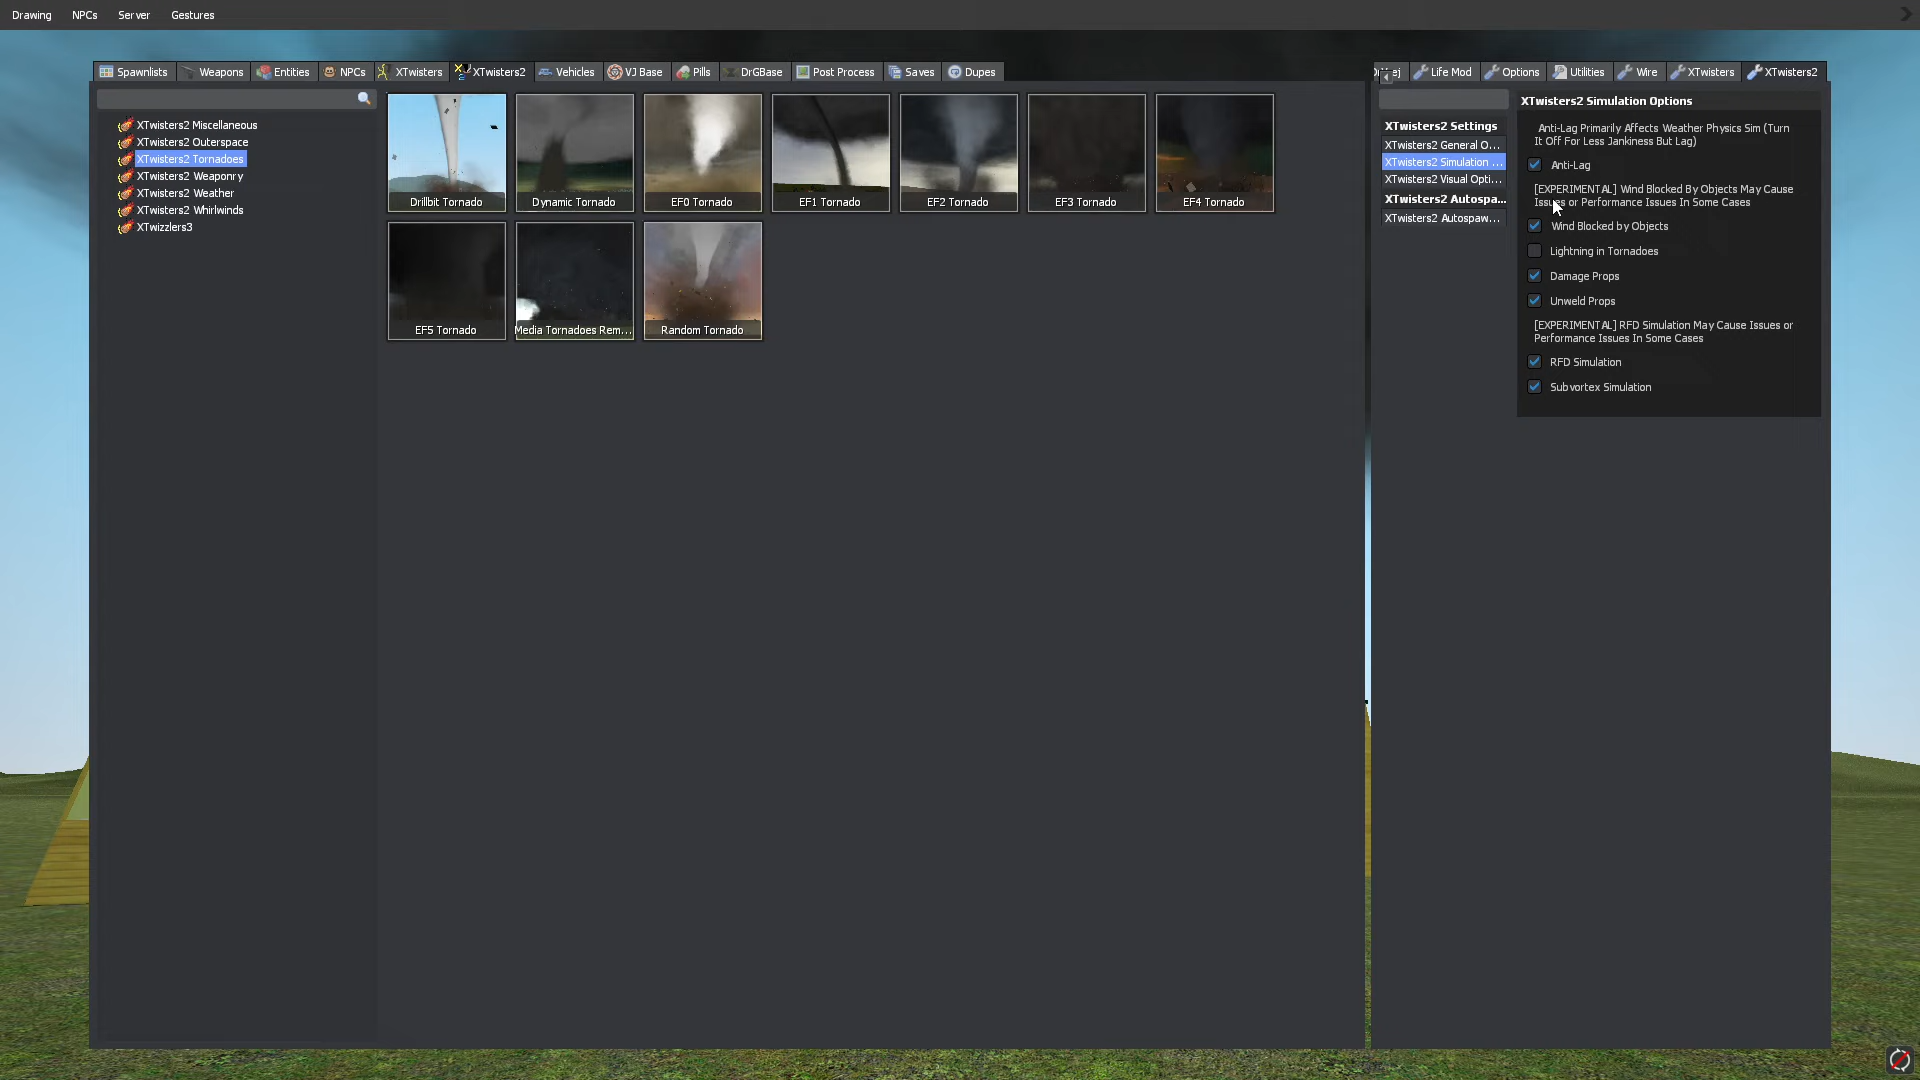 Drawing NPCs Server Gestures
Spawnlists Weapons Entities NPCs XTwisters XTwisters2 Vehicles VJ Base Pills DrGBase Post Process Saves Dupes
Life Mod Options Utilities Wire XTwisters XTwisters2
XTwisters2 Miscellaneous
XTwisters2 Outerspace
XTwisters2 Tornadoes
XTwisters2 Weaponry
XTwisters2 Weather
XTwisters2 Whirlwinds
XTwizzlers3
Drillbit Tornado Dynamic Tornado EF0 Tornado EF1 Tornado EF2 Tornado EF3 Tornado EF4 Tornado
EF5 Tornado Media Tornadoes Rem... Random Tornado
XTwisters2 Settings
XTwisters2 General O...
XTwisters2 Simulation ...
XTwisters2 Visual Opti...
XTwisters2 Autospa...
XTwisters2 Autospaw...
XTwisters2 Simulation Options
Anti-Lag Primarily Affects Weather Physics Sim (Turn
It Off For Less Jankiness But Lag)
Anti-Lag
[EXPERIMENTAL] Wind Blocked By Objects May Cause
Issues or Performance Issues In Some Cases
Wind Blocked by Objects
Lightning in Tornadoes
Damage Props
Unweld Props
[EXPERIMENTAL] RFD Simulation May Cause Issues or
Performance Issues In Some Cases
RFD Simulation
Subvortex Simulation